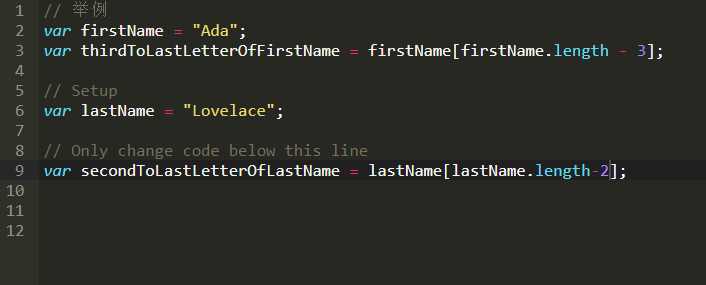 1 // 举例
2 var firstName = "Ada";
3 var thirdToLastLetterOfFirstName = firstName[firstName.length - 3];
4
5 // Setup
6 var lastName = "Lovelace";
7
8 // Only change code below this line
9 var secondToLastLetterOfLastName = lastName[lastName.length-2];
10
11
12